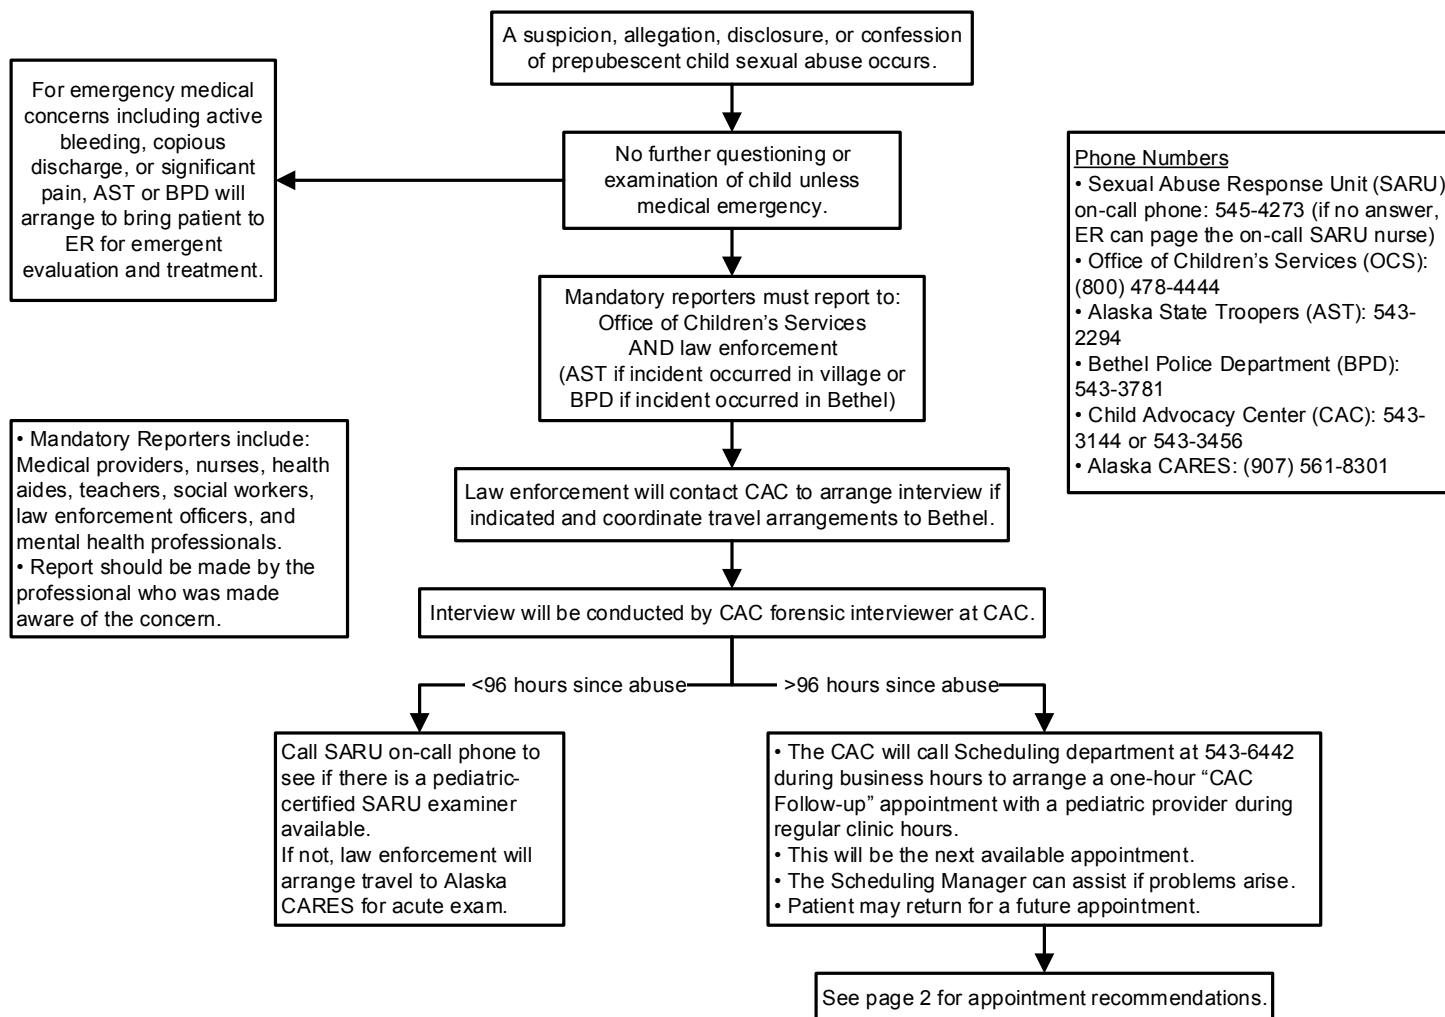 A suspicion, allegation, disclosure, or confession
of prepubescent child sexual abuse occurs.
For emergency medical
concerns including active
bleeding, copious
discharge, or significant
pain, AST or BPD will
arrange to bring patient to
ER for emergent
evaluation and treatment.
No further questioning or
examination of child unless
medical emergency.
Phone Numbers
• Sexual Abuse Response Unit (SARU)
on-call phone: 545-4273 (if no answer,
ER can page the on-call SARU nurse)
• Office of Children’s Services (OCS):
(800) 478-4444
• Alaska State Troopers (AST): 543-
2294
• Bethel Police Department (BPD):
543-3781
• Child Advocacy Center (CAC): 543-
3144 or 543-3456
• Alaska CARES: (907) 561-8301
Mandatory reporters must report to:
Office of Children’s Services
AND law enforcement
(AST if incident occurred in village or
BPD if incident occurred in Bethel)
• Mandatory Reporters include:
Medical providers, nurses, health
aides, teachers, social workers,
law enforcement officers, and
mental health professionals.
• Report should be made by the
professional who was made
aware of the concern.
Law enforcement will contact CAC to arrange interview if
indicated and coordinate travel arrangements to Bethel.
Interview will be conducted by CAC forensic interviewer at CAC.
<96 hours since abuse
>96 hours since abuse
Call SARU on-call phone to
see if there is a pediatric-
certified SARU examiner
available.
If not, law enforcement will
arrange travel to Alaska
CARES for acute exam.
• The CAC will call Scheduling department at 543-6442
during business hours to arrange a one-hour “CAC
Follow-up” appointment with a pediatric provider during
regular clinic hours.
• This will be the next available appointment.
• The Scheduling Manager can assist if problems arise.
• Patient may return for a future appointment.
See page 2 for appointment recommendations.